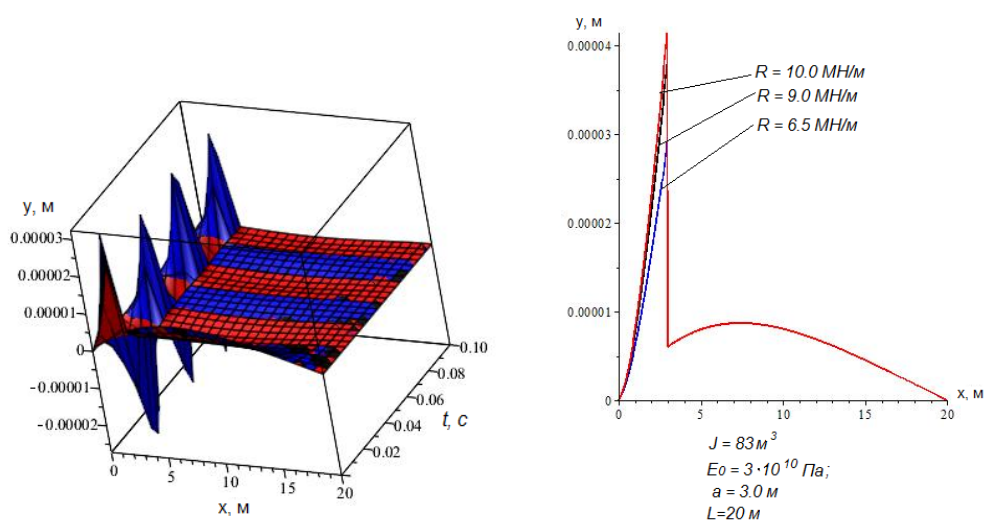 y, м
0.00003
0.00002
0.00001
0
-0.00001
-0.00002
0
5
10
15
20
x, м
0.02
0.04
0.06
0.08
0.10
t, c
y, м
0.00004
0.00003
0.00002
0.00001
0
0
5
10
15
20
x, м
R = 10.0 МН/м
R = 9.0 МН/м
R = 6.5 МН/м
J = 83 м³
E0 = 3·10¹⁰ Па;
a = 3.0 м
L=20 м